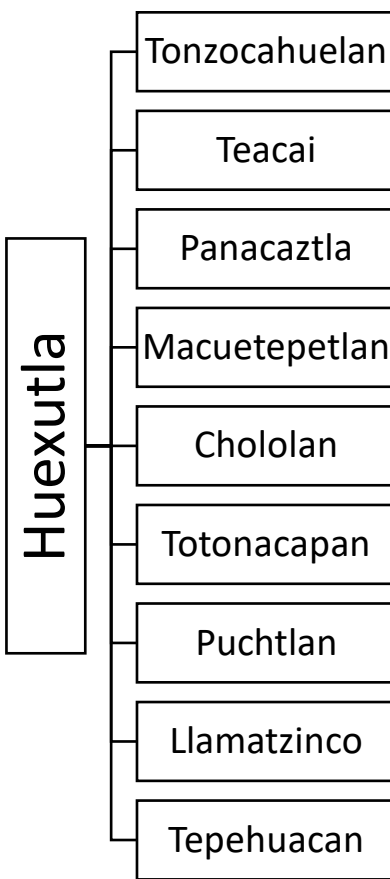 Huexutla
Tonzocahuelan
Teacai
Panacaztla
Macuetepetlan
Chololan
Totonacapan
Puchtlan
Llamatzinco
Tepehuacan